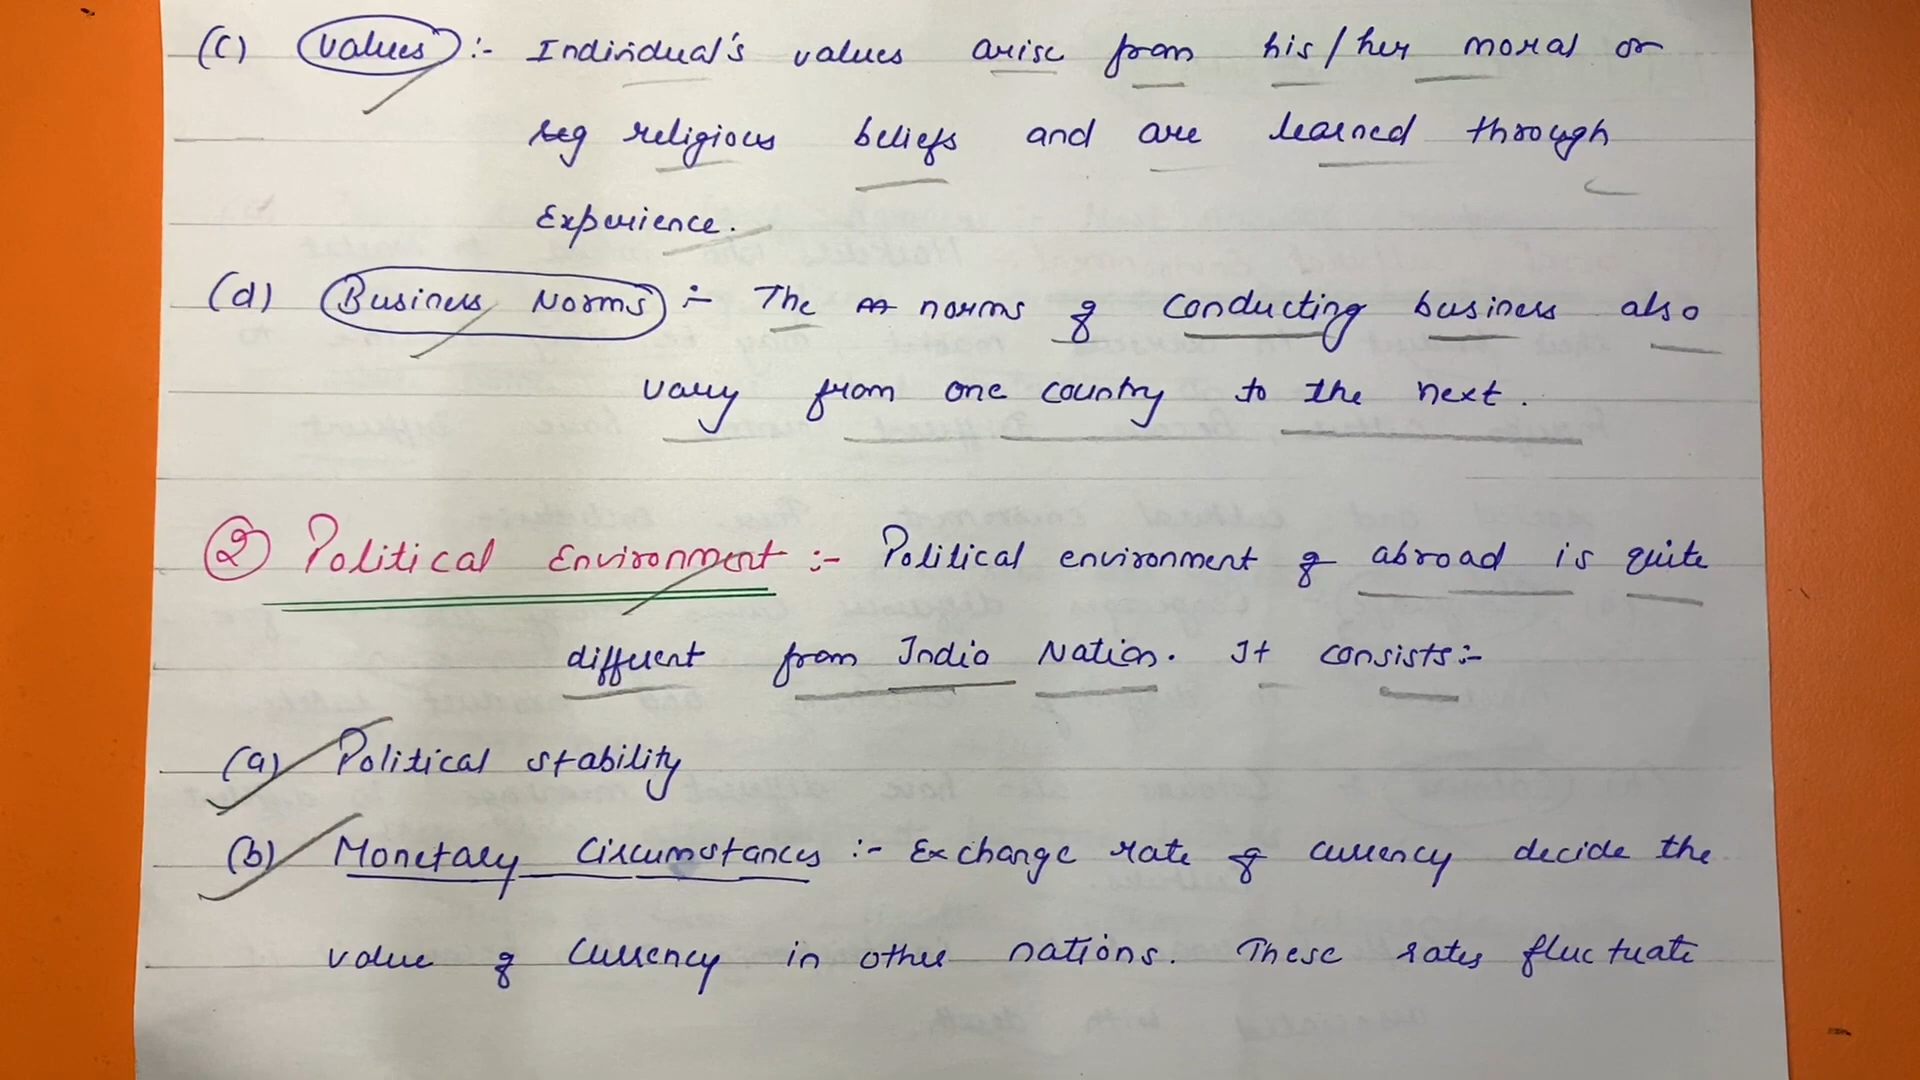 (c) Values :- Individual's values arise from his/her moral or
religious beliefs and are learned through
Experience.
(d) Business Norms :- The norms of conducting business also
vary from one country to the next.
② Political Environment :- Political environment of abroad is quite
different from India Nation. It consists:-
(a) Political stability
(b) Monetary Circumstances :- Exchange rate of currency decide the
value of currency in other nations. These rates fluctuate